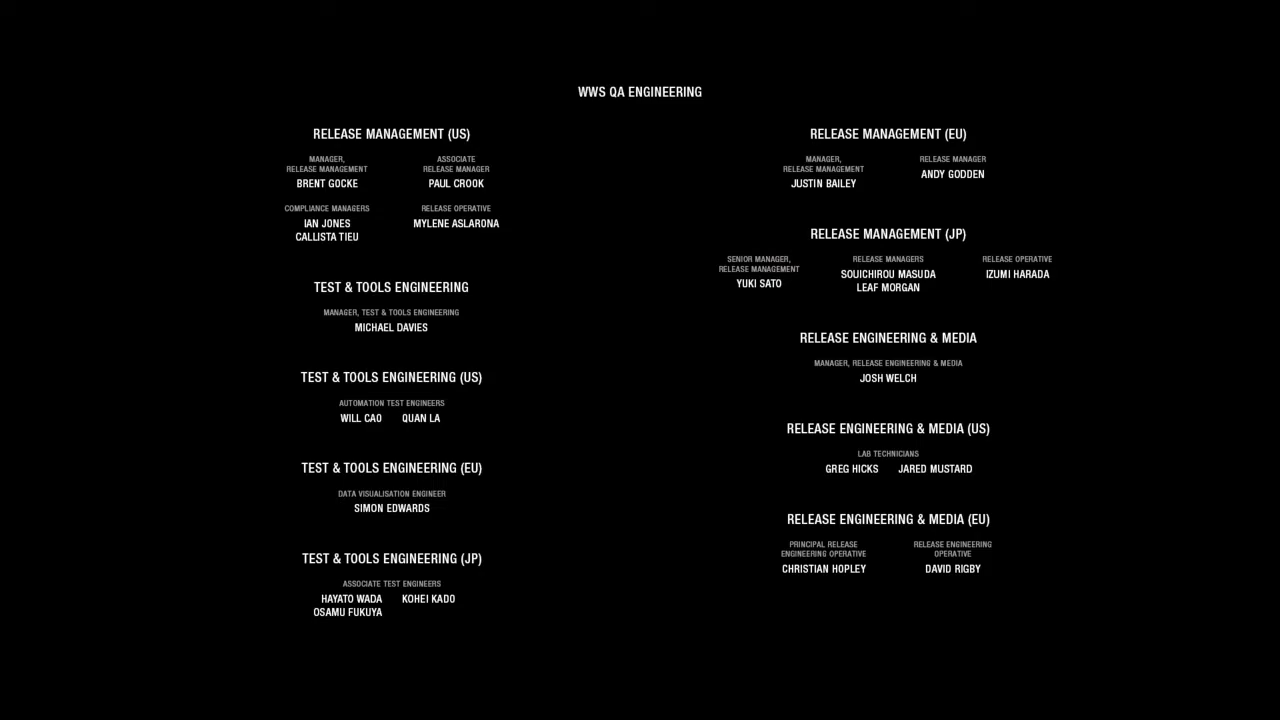 WWS QA ENGINEERING
RELEASE MANAGEMENT (US)
MANAGER,
RELEASE MANAGEMENT
BRENT GOCKE
ASSOCIATE
RELEASE MANAGER
PAUL CROOK
COMPLIANCE MANAGERS
IAN JONES
CALLISTA TIEU
RELEASE OPERATIVE
MYLENE ASLARONA
TEST & TOOLS ENGINEERING
MANAGER, TEST & TOOLS ENGINEERING
MICHAEL DAVIES
TEST & TOOLS ENGINEERING (US)
AUTOMATION TEST ENGINEERS
WILL CAO QUAN LA
TEST & TOOLS ENGINEERING (EU)
DATA VISUALISATION ENGINEER
SIMON EDWARDS
TEST & TOOLS ENGINEERING (JP)
ASSOCIATE TEST ENGINEERS
HAYATO WADA KOHEI KADO
OSAMU FUKUYA
RELEASE MANAGEMENT (EU)
MANAGER,
RELEASE MANAGEMENT
JUSTIN BAILEY
RELEASE MANAGER
ANDY GODDEN
RELEASE MANAGEMENT (JP)
SENIOR MANAGER,
RELEASE MANAGEMENT
YUKI SATO
RELEASE MANAGERS
SOUICHIROU MASUDA
LEAF MORGAN
RELEASE OPERATIVE
IZUMI HARADA
RELEASE ENGINEERING & MEDIA
MANAGER, RELEASE ENGINEERING & MEDIA
JOSH WELCH
RELEASE ENGINEERING & MEDIA (US)
LAB TECHNICIANS
GREG HICKS JARED MUSTARD
RELEASE ENGINEERING & MEDIA (EU)
PRINCIPAL RELEASE
ENGINEERING OPERATIVE
CHRISTIAN HOPLEY
RELEASE ENGINEERING
OPERATIVE
DAVID RIGBY